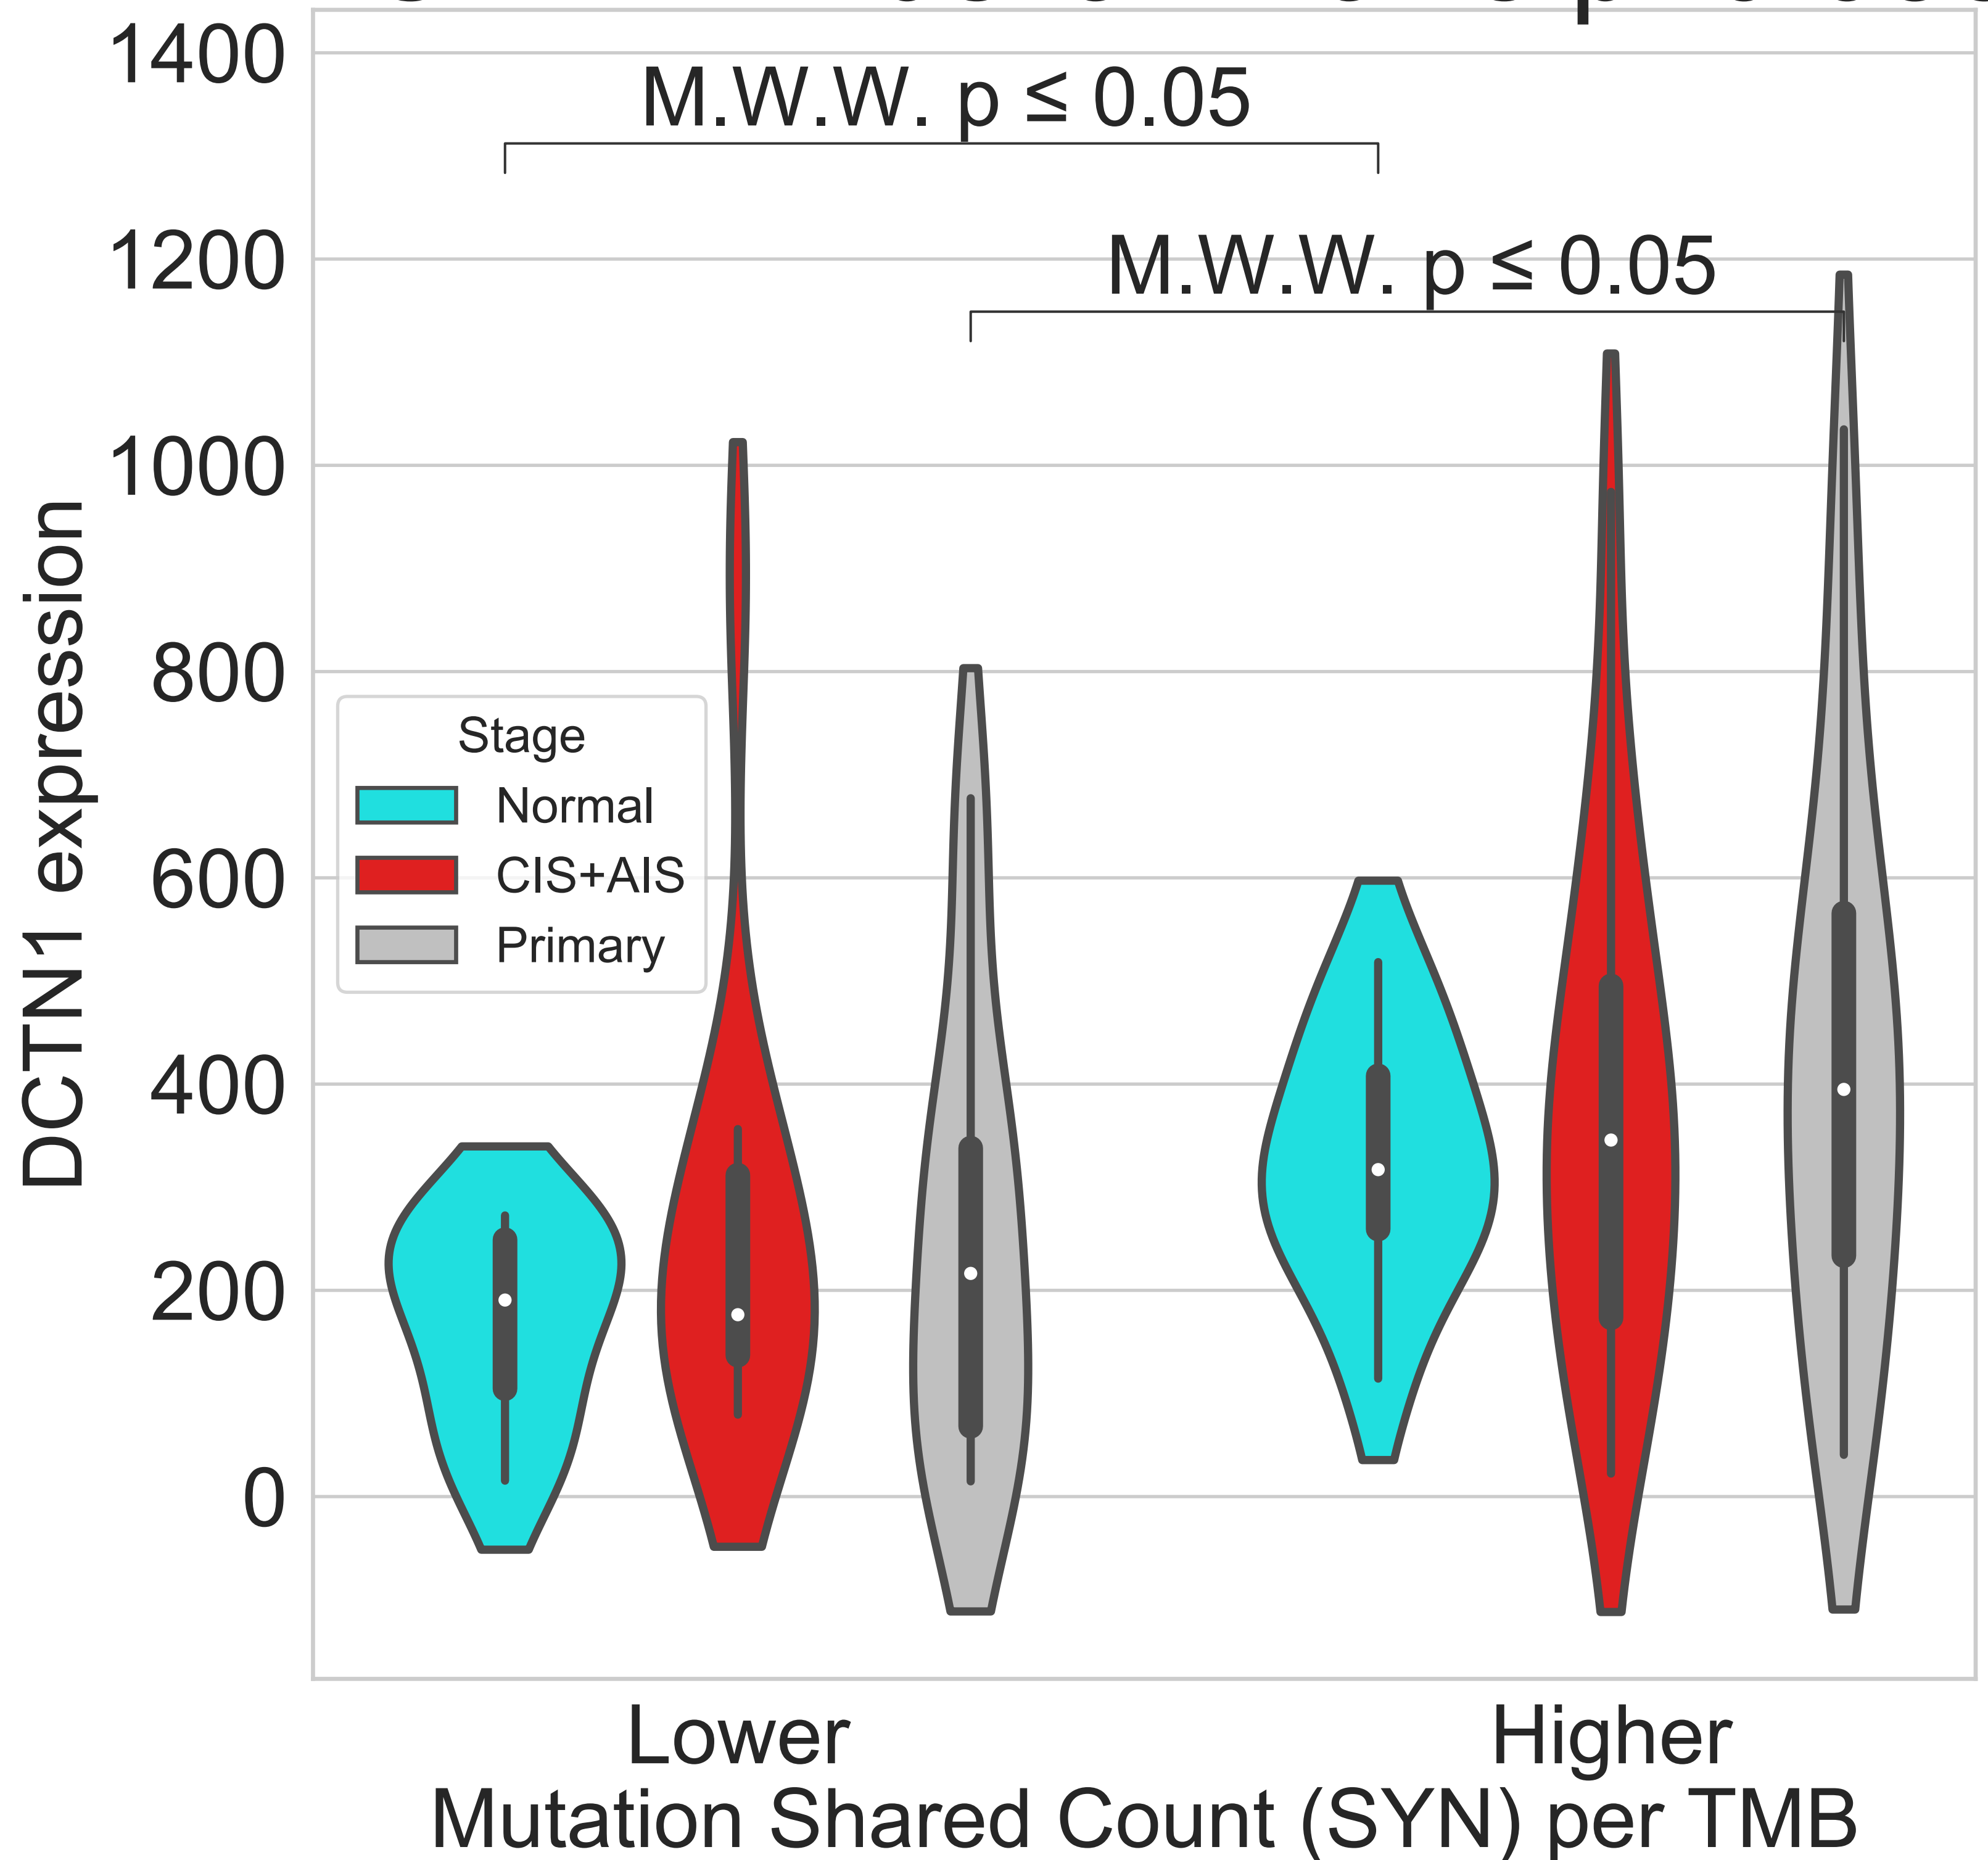 1400
M.W.W. p ≤ 0.05
1200
M.W.W. p ≤ 0.05
1000
800
600
400
200
0
DCTN1 expression
Stage
Normal
CIS+AIS
Primary
Lower
Higher
Mutation Shared Count (SYN) per TMB